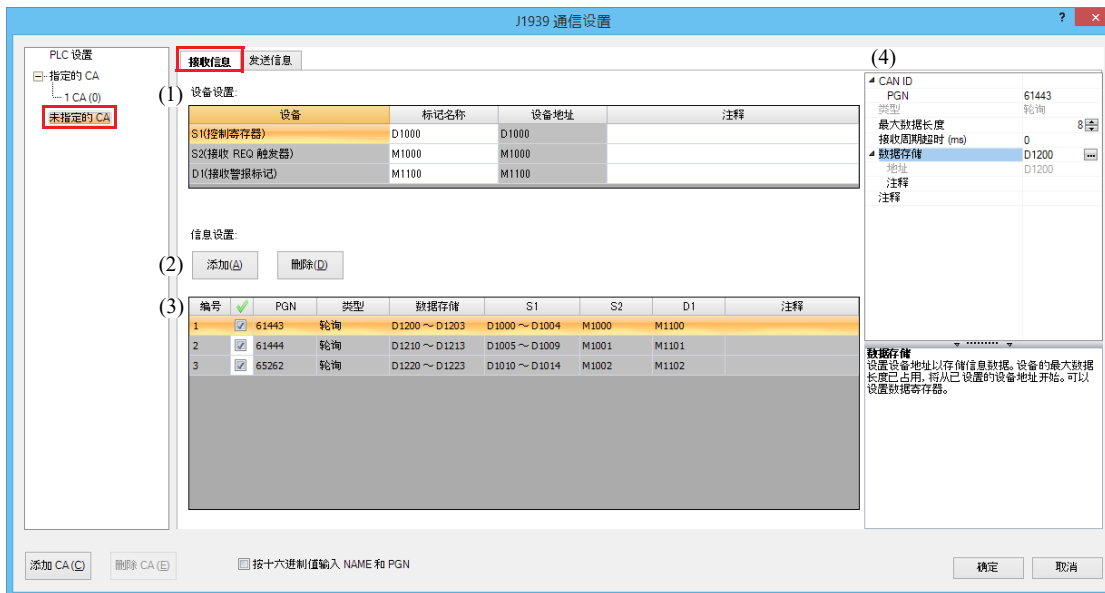 J1939 通信设置
?
×
PLC 设置
指定的 CA
1 CA (0)
未指定的 CA
接收信息 发送信息
(1) 设备设置:
设备 标记名称 设备地址 注释
S1(控制寄存器) D1000 D1000
S2(接收 REQ 触发器) M1000 M1000
D1(接收警报标记) M1100 M1100
信息设置:
(2) 添加(A) 删除(D)
(3) 编号 PGN 类型 数据存储 S1 S2 D1 注释
1 61443 轮询 D1200 ~ D1203 D1000 ~ D1004 M1000 M1100
2 61444 轮询 D1210 ~ D1213 D1005 ~ D1009 M1001 M1101
3 65262 轮询 D1220 ~ D1223 D1010 ~ D1014 M1002 M1102
(4)
CAN ID
PGN 61443
类型 轮询
最大数据长度 8
接收周期超时 (ms) 0
数据存储 D1200 ...
地址 D1200
注释
注释
数据存储
设置设备地址以存储信息数据。设备的最大数据
长度已占用, 将从已设置的设备地址开始。可以
设置数据寄存器。
添加 CA (C) 删除 CA (E) 按十六进制值输入 NAME 和 PGN 确定 取消